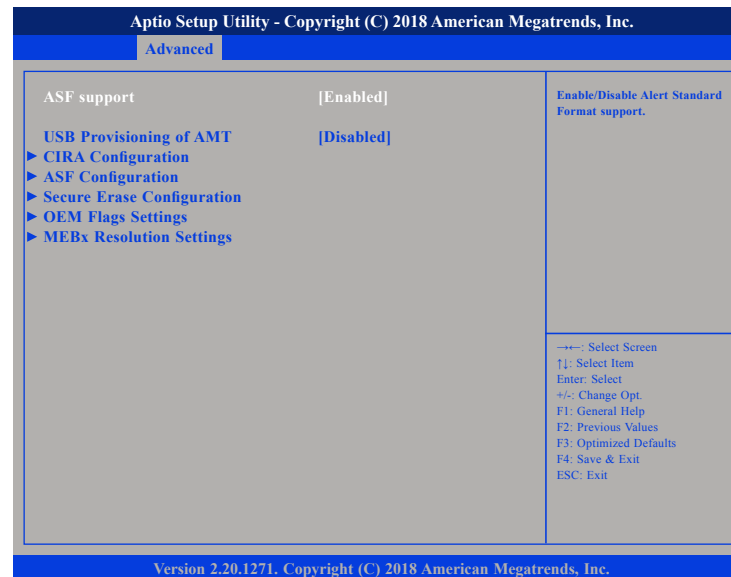 Aptio Setup Utility - Copyright (C) 2018 American Megatrends, Inc.
Advanced
ASF support [Enabled]
USB Provisioning of AMT [Disabled]
► CIRA Configuration
► ASF Configuration
► Secure Erase Configuration
► OEM Flags Settings
► MEBx Resolution Settings
Enable/Disable Alert Standard
Format support.
→←: Select Screen
↑↓: Select Item
Enter: Select
+/-: Change Opt.
F1: General Help
F2: Previous Values
F3: Optimized Defaults
F4: Save & Exit
ESC: Exit
Version 2.20.1271. Copyright (C) 2018 American Megatrends, Inc.